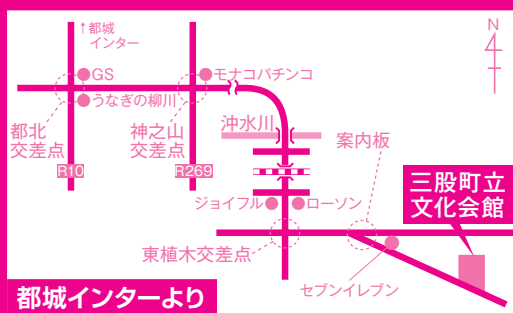 ↑都城
インター
N
GS
モナコパチンコ
うなぎの柳川
都北
交差点
神之山
交差点
沖水川
案内板
R10
R269
三股町立
文化会館
ジョイフル
ローソン
東植木交差点
セブンイレブン
都城インターより